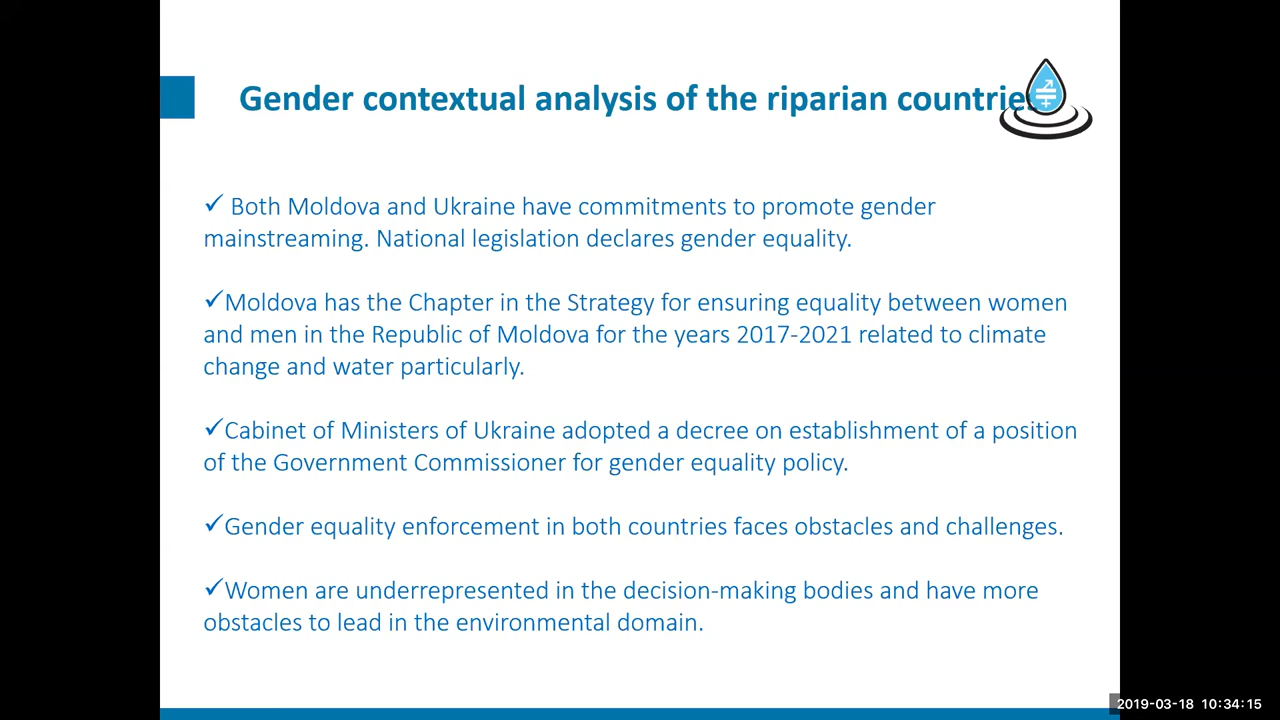 Gender contextual analysis of the riparian countries
✓ Both Moldova and Ukraine have commitments to promote gender
mainstreaming. National legislation declares gender equality.
✓Moldova has the Chapter in the Strategy for ensuring equality between women
and men in the Republic of Moldova for the years 2017-2021 related to climate
change and water particularly.
✓Cabinet of Ministers of Ukraine adopted a decree on establishment of a position
of the Government Commissioner for gender equality policy.
✓Gender equality enforcement in both countries faces obstacles and challenges.
✓Women are underrepresented in the decision-making bodies and have more
obstacles to lead in the environmental domain.
2019-03-18 10:34:15